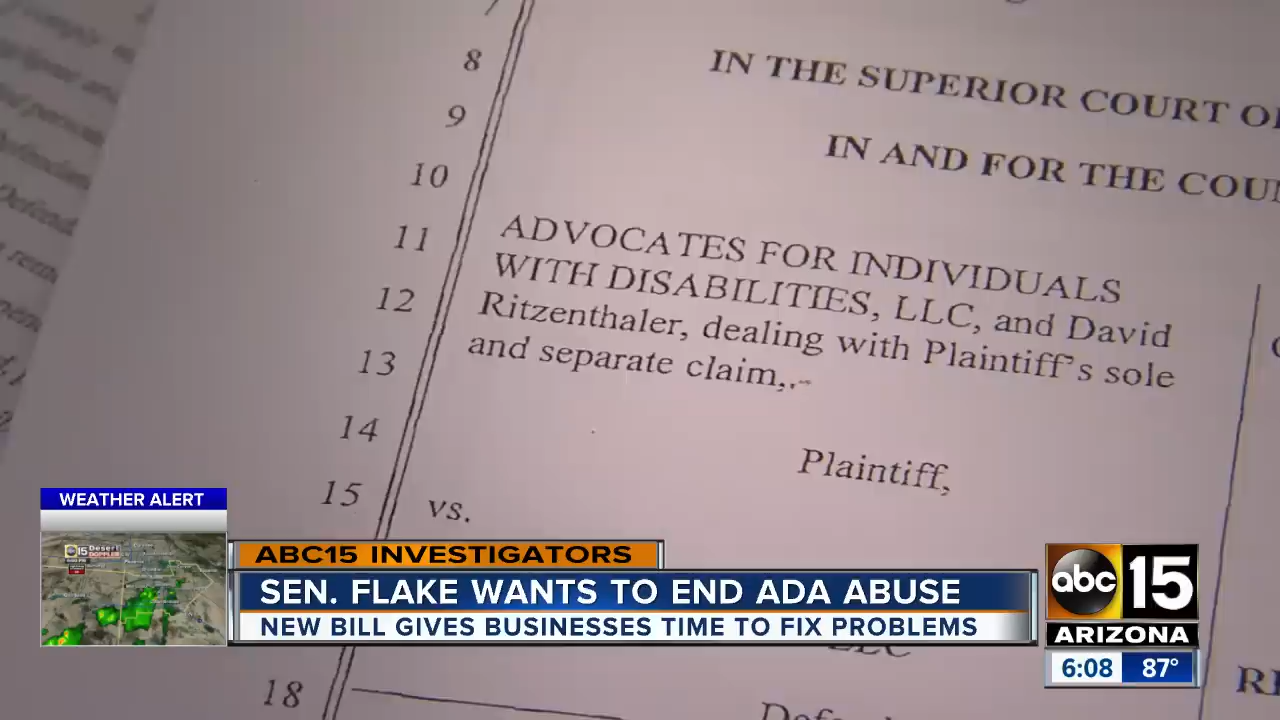 8
IN THE SUPERIOR COURT
9
IN AND FOR THE
10
11
ADVOCATES FOR INDIVIDUALS
12
WITH DISABILITIES, LLC, and David
Ritzenthaler, dealing with Plaintiff's sole
13
and separate claim,
14
Plaintiff,
15
vs.
WEATHER ALERT
ABC15 INVESTIGATORS
SEN. FLAKE WANTS TO END ADA ABUSE
NEW BILL GIVES BUSINESSES TIME TO FIX PROBLEMS
abc 15
ARIZONA
6:08 87°
LLC
18